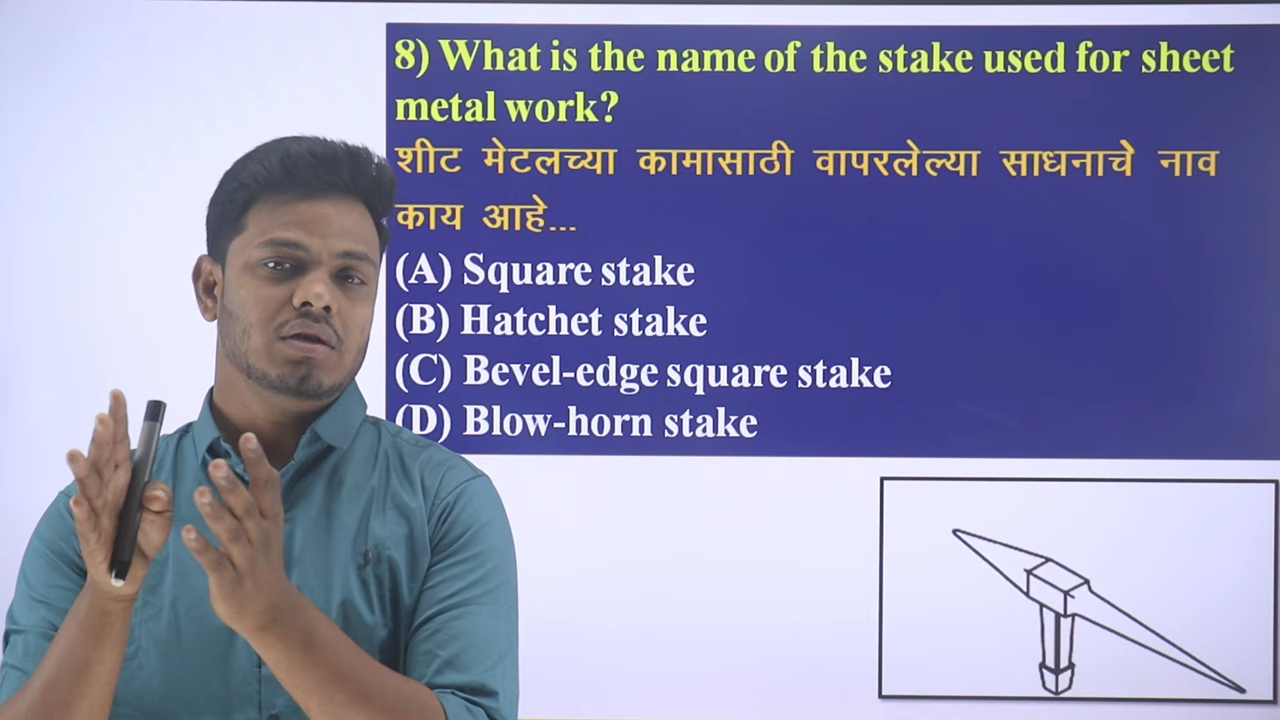 8) What is the name of the stake used for sheet
metal work?
शीट मेटलच्या कामासाठी वापरलेल्या साधनाचे नाव
काय आहे...
(A) Square stake
(B) Hatchet stake
(C) Bevel-edge square stake
(D) Blow-horn stake